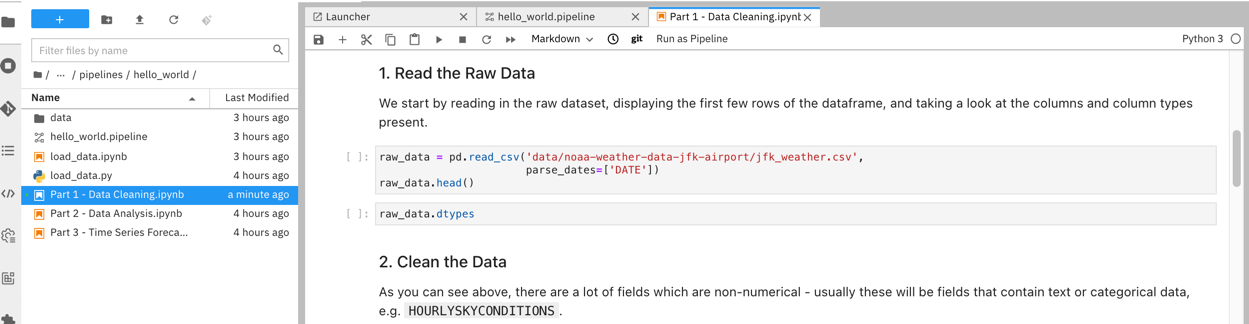 +
Launcher
hello_world.pipeline
Part 1 - Data Cleaning.ipynb
Markdown
git
Run as Pipeline
Python 3
Filter files by name
/ ... / pipelines / hello_world /
Name Last Modified
data 3 hours ago
hello_world.pipeline 3 hours ago
load_data.ipynb 3 hours ago
load_data.py 4 hours ago
Part 1 - Data Cleaning.ipynb a minute ago
Part 2 - Data Analysis.ipynb 4 hours ago
Part 3 - Time Series Foreca... 4 hours ago
1. Read the Raw Data
We start by reading in the raw dataset, displaying the first few rows of the dataframe, and taking a look at the columns and column types
present.
[ ]: raw_data = pd.read_csv('data/noaa-weather-data-jfk-airport/jfk_weather.csv',
parse_dates=['DATE'])
raw_data.head()
[ ]: raw_data.dtypes
2. Clean the Data
As you can see above, there are a lot of fields which are non-numerical - usually these will be fields that contain text or categorical data,
e.g. HOURLYSKYCONDITIONS .